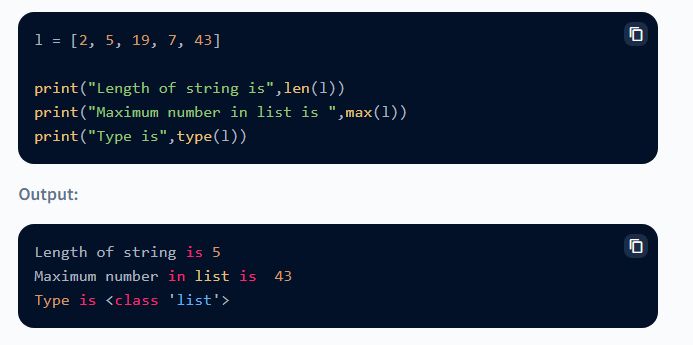 l = [2, 5, 19, 7, 43]
print("Length of string is",len(l))
print("Maximum number in list is ",max(l))
print("Type is",type(l))
Output:
Length of string is 5
Maximum number in list is  43
Type is <class 'list'>